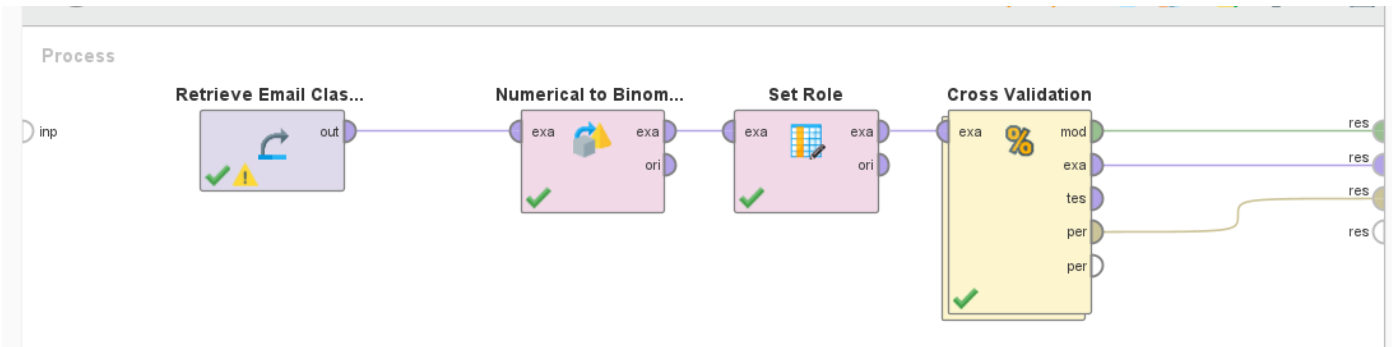 Process
Retrieve Email Clas...
Numerical to Binom...
Set Role
Cross Validation
inp
out
exa
exa
ori
exa
exa
ori
exa
%
mod
exa
tes
per
per
res
res
res
res